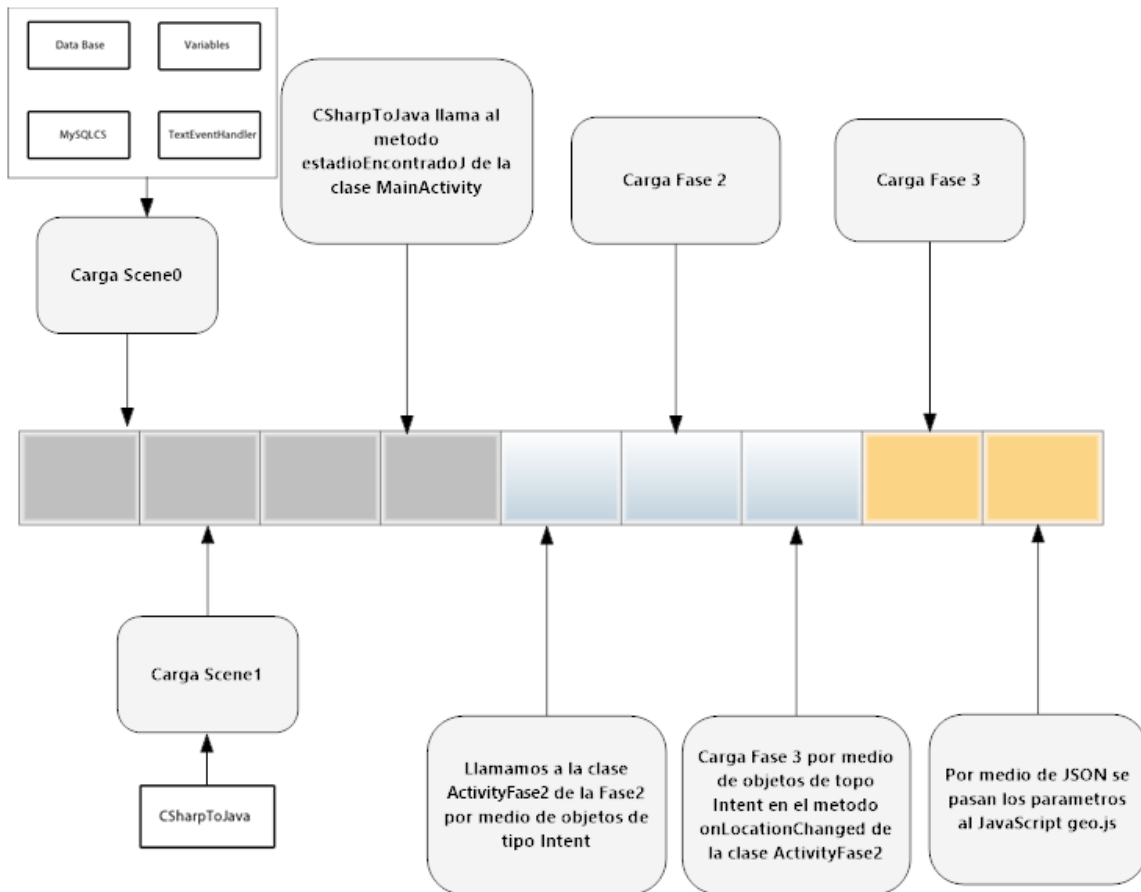 Data Base
Variables
MySQLCS
TextEventHandler
CSharpToJava llama al
metodo
estadioEncontradoJ de la
clase MainActivity
Carga Fase 2
Carga Fase 3
Carga Scene0
Carga Scene1
CSharpToJava
Llamamos a la clase
ActivityFase2 de la Fase2
por medio de objetos de
tipo Intent
Carga Fase 3 por medio
de objetos de topo
Intent en el metodo
onLocationChanged de
la clase ActivityFase2
Por medio de JSON se
pasan los parametros
al JavaScript geo.js